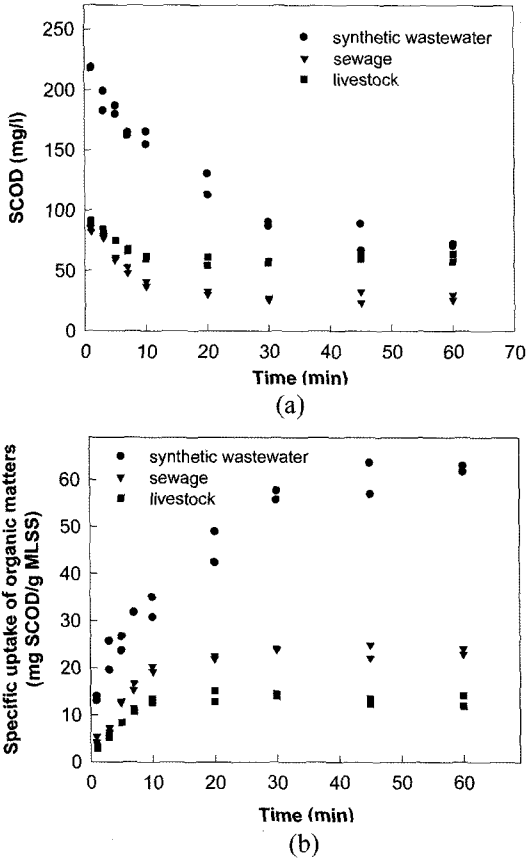 (a)
250
200
150
100
50
0
SCOD (mg/l)
synthetic wastewater
sewage
livestock
0 10 20 30 40 50 60 70
Time (min)
(a)
60
50
40
30
20
10
0
Specific uptake of organic matters
(mg SCOD/g MLSS)
synthetic wastewater
sewage
livestock
0 10 20 30 40 50 60
Time (min)
(b)